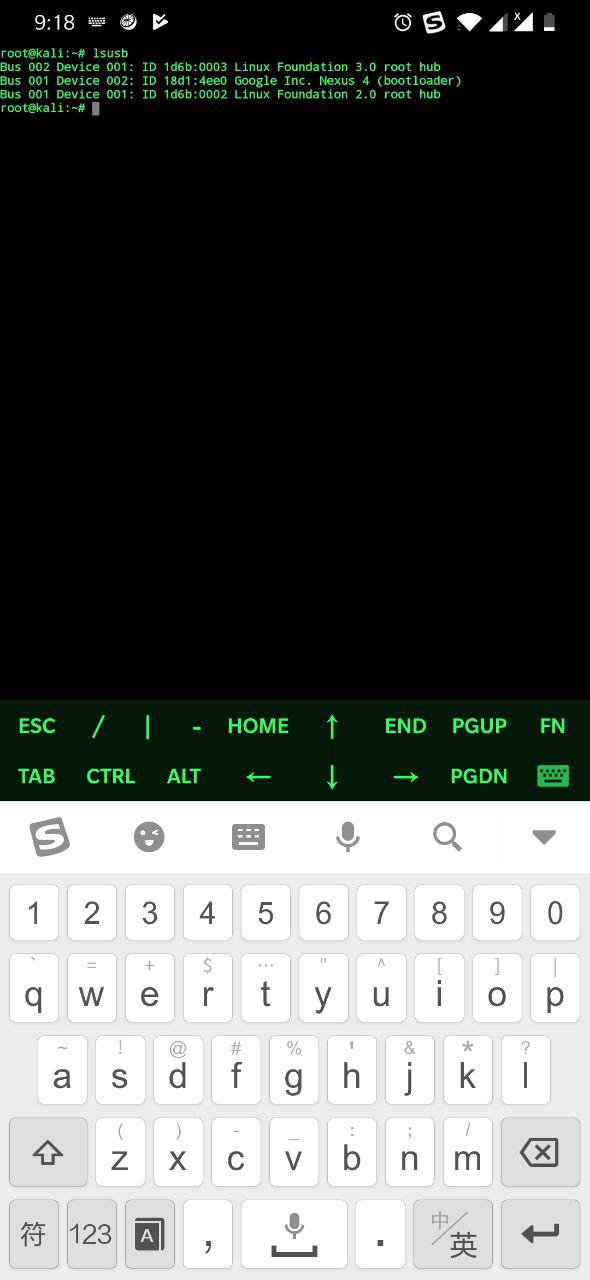 9:18
root@kali:~# lsusb
Bus 002 Device 001: ID 1d6b:0003 Linux Foundation 3.0 root hub
Bus 001 Device 002: ID 18d1:4ee0 Google Inc. Nexus 4 (bootloader)
Bus 001 Device 001: ID 1d6b:0002 Linux Foundation 2.0 root hub
root@kali:~#
ESC / | - HOME ↑ END PGUP FN
TAB CTRL ALT ← ↓ → PGDN
1 2 3 4 5 6 7 8 9 0
` = + $ … " ^ [ ] |
q w e r t y u i o p
~ ! @ # % ' & * ?
a s d f g h j k l
( ) - _ : ; /
z x c v b n m
符 123 A , . 中/英